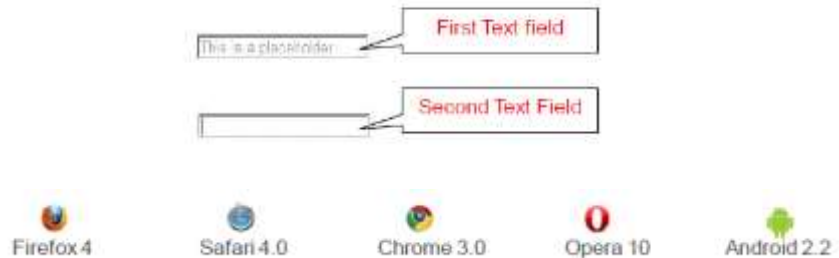 First Text field
This is a placeholder
Second Text Field
Firefox 4
Safari 4.0
Chrome 3.0
Opera 10
Android 2.2